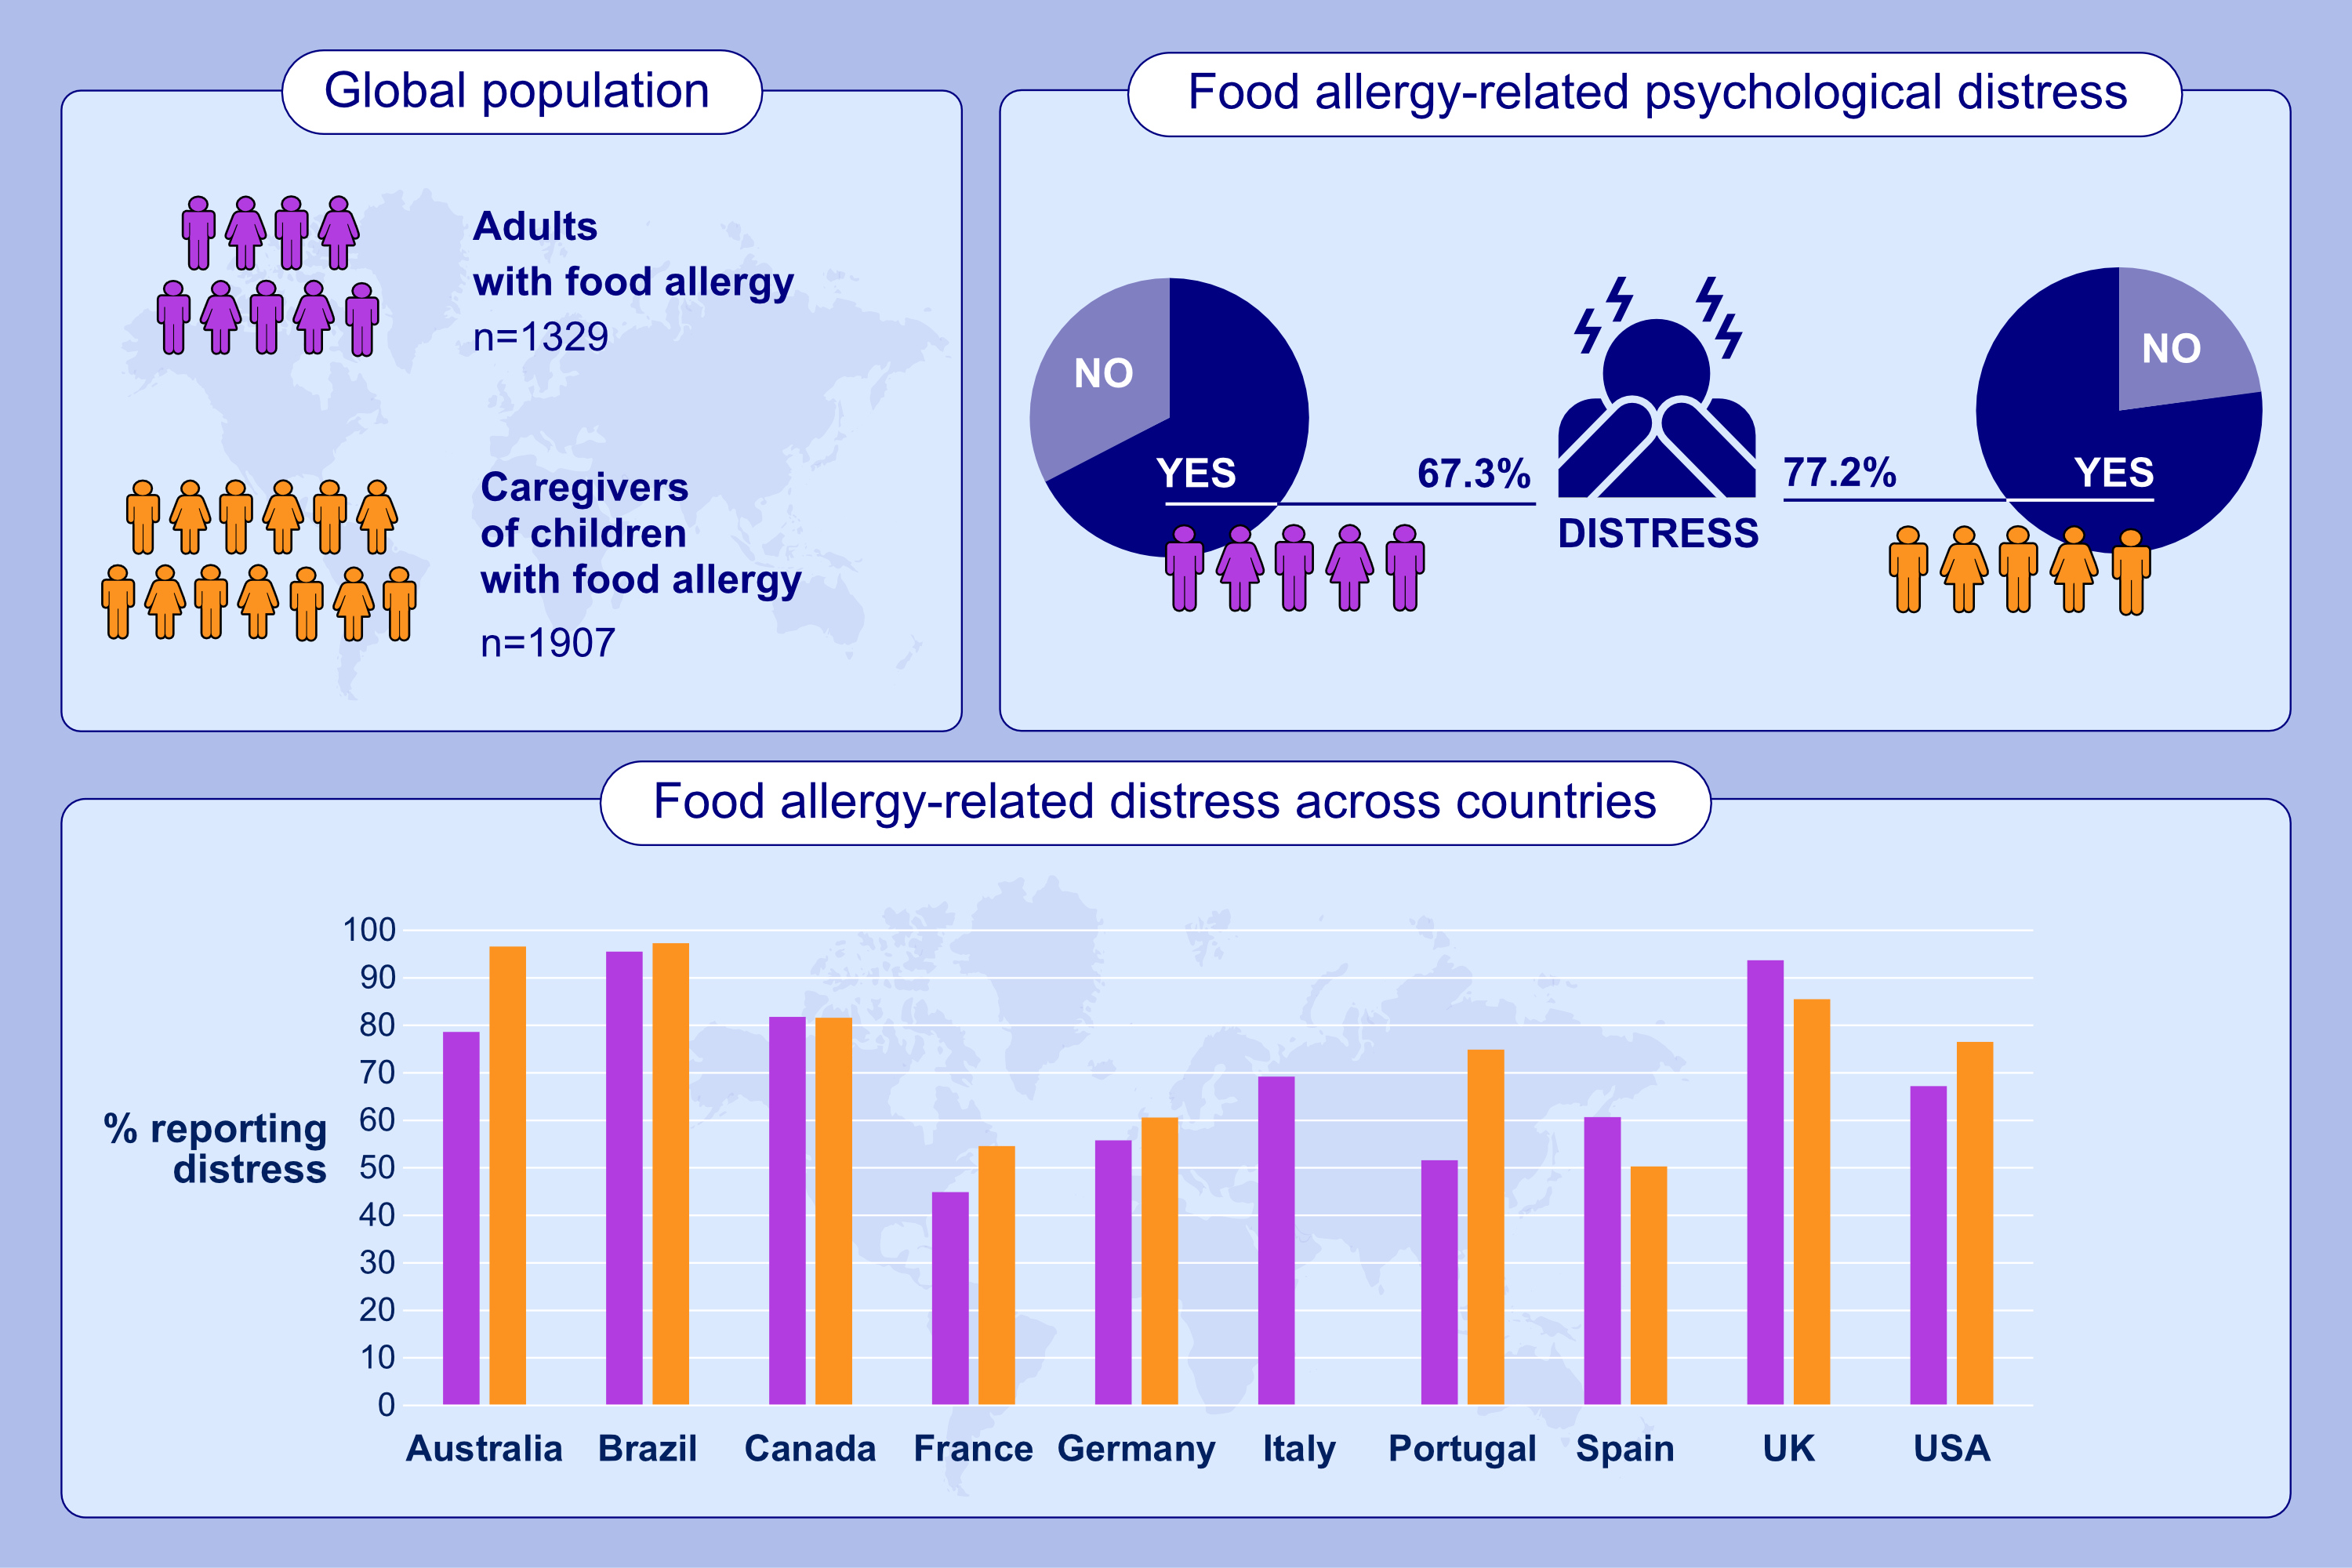 Global population
Adults
with food allergy
n=1329
Caregivers
of children
with food allergy
n=1907
Food allergy-related psychological distress
NO
YES
67.3%
DISTRESS
77.2%
NO
YES
Food allergy-related distress across countries
% reporting
distress
100
90
80
70
60
50
40
30
20
10
0
Australia
Brazil
Canada
France
Germany
Italy
Portugal
Spain
UK
USA